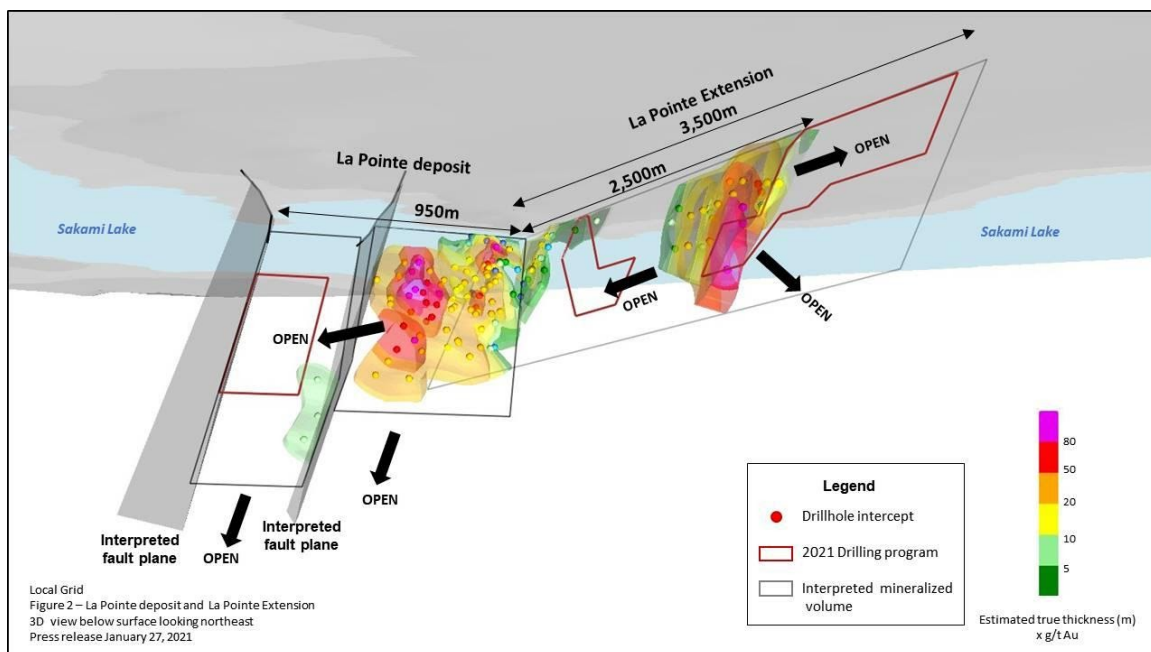 La Pointe Extension
3,500m
2,500m
La Pointe deposit
950m
Sakami Lake
Sakami Lake
OPEN
OPEN
OPEN
OPEN
OPEN
OPEN
Interpreted
fault plane
Interpreted
fault plane
Legend
Drillhole intercept
2021 Drilling program
Interpreted mineralized
volume
80
50
20
10
5
Estimated true thickness (m)
x g/t Au
Local Grid
Figure 2 – La Pointe deposit and La Pointe Extension
3D view below surface looking northeast
Press release January 27, 2021